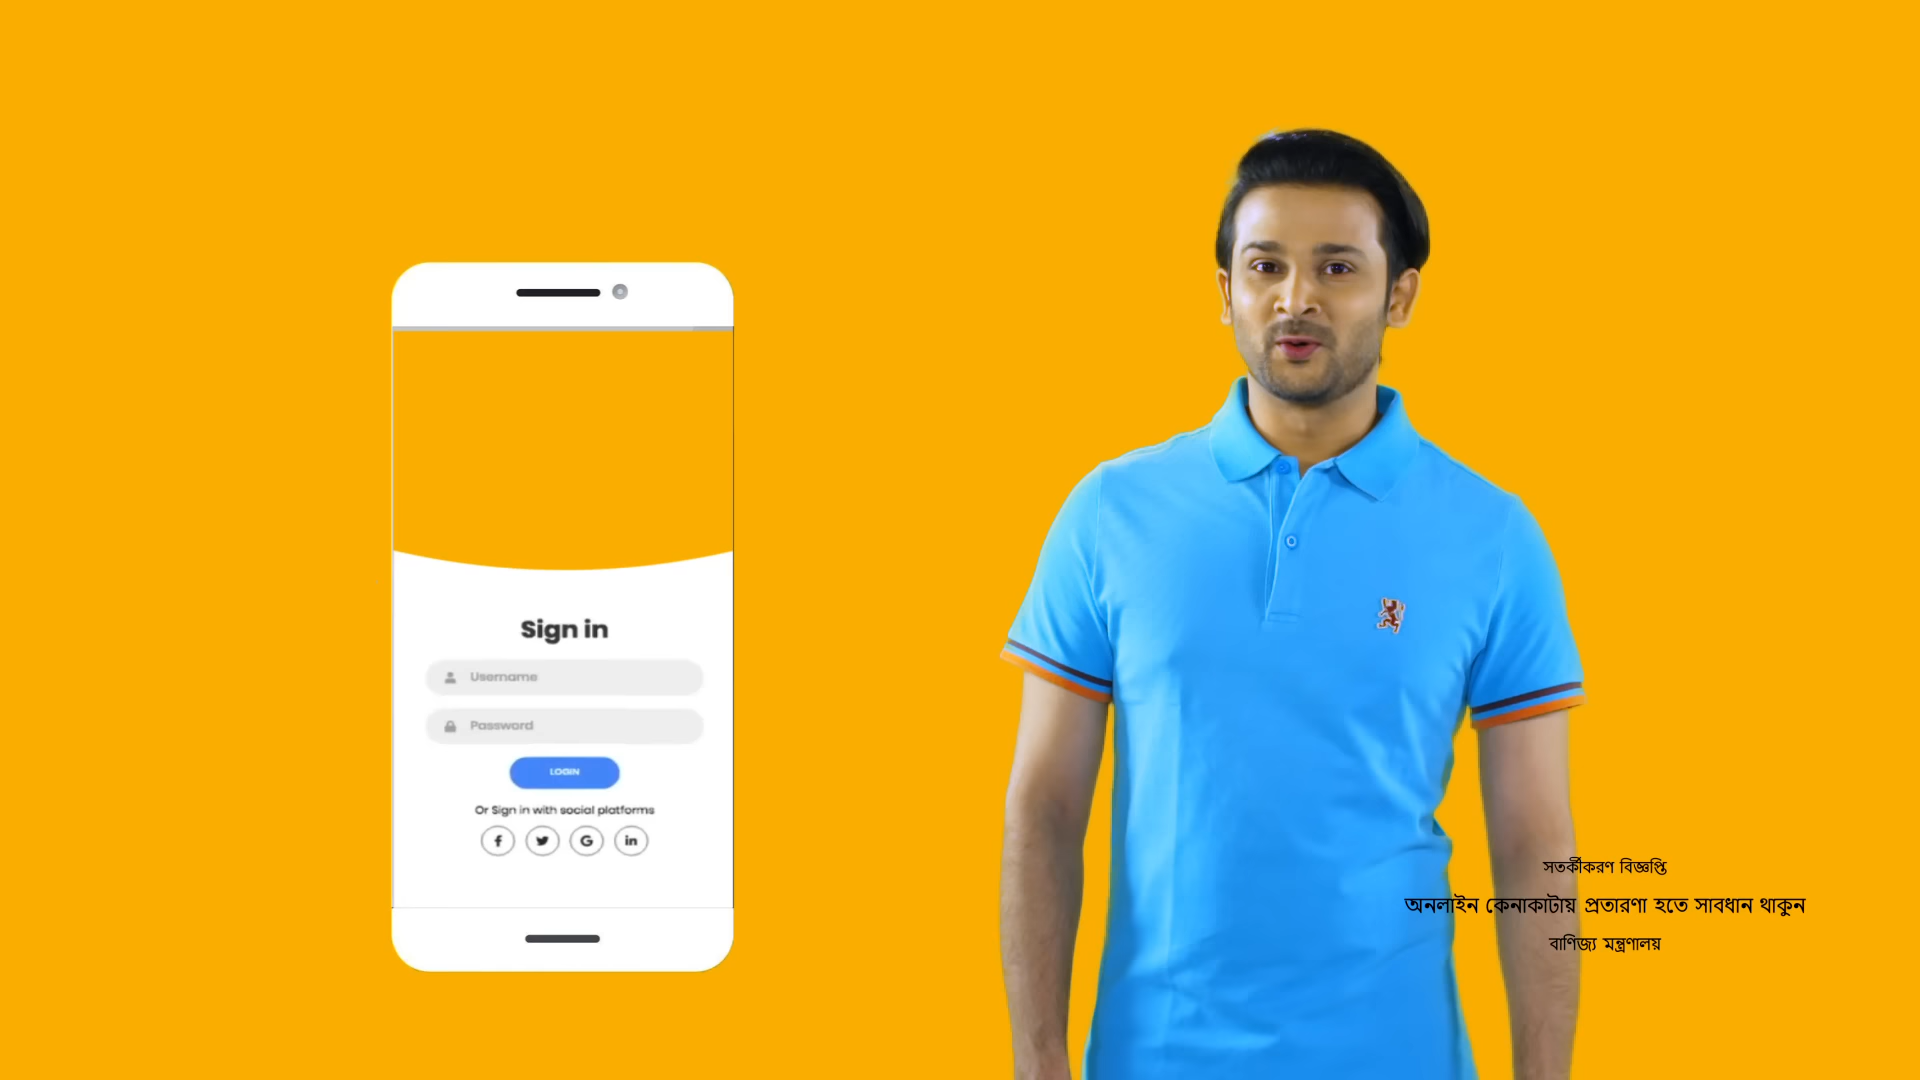 Sign in
Username
Password
LOGIN
Or Sign in with social platforms
f
G
in
সতর্কীকরণ বিজ্ঞপ্তি
অনলাইন কেনাকাটায় প্রতারণা হতে সাবধান থাকুন
বাণিজ্য মন্ত্রণালয়